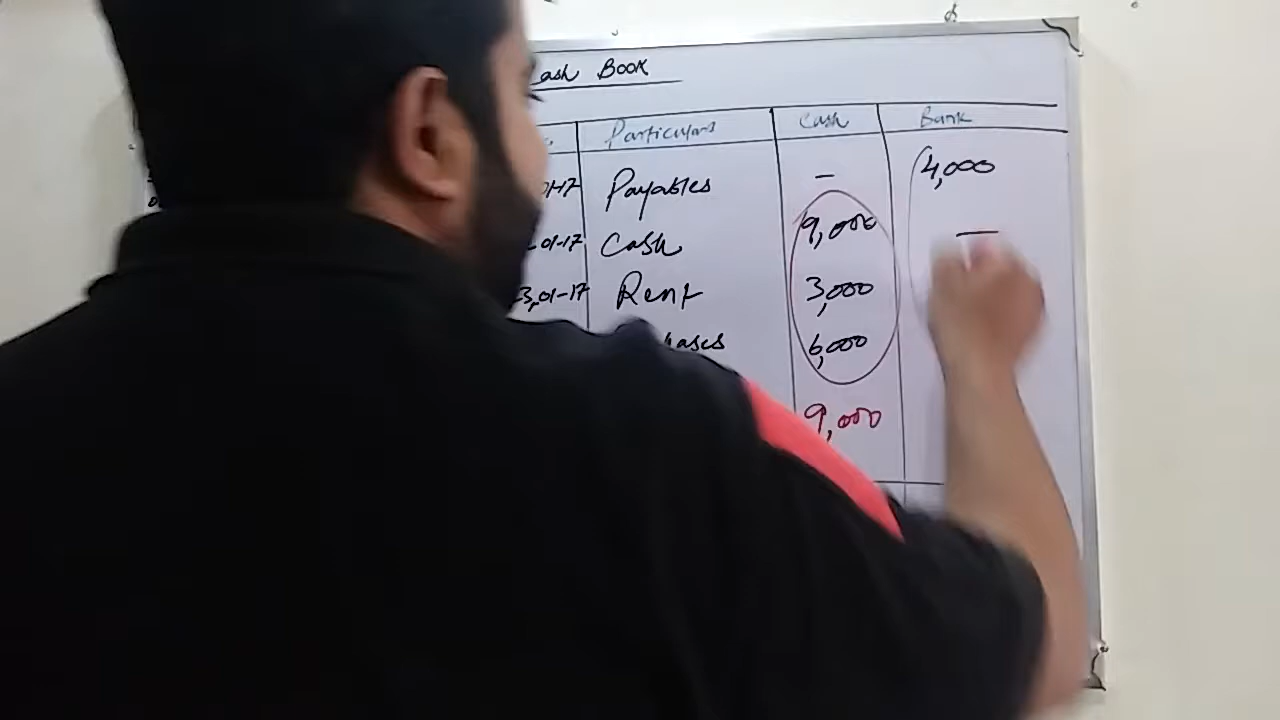 ash Book
Particulars Cash Bank
01-17 Payables — 4,000
01-17 Cash 9,000 —
3,01-17 Rent 3,000
hases 6,000
9,000